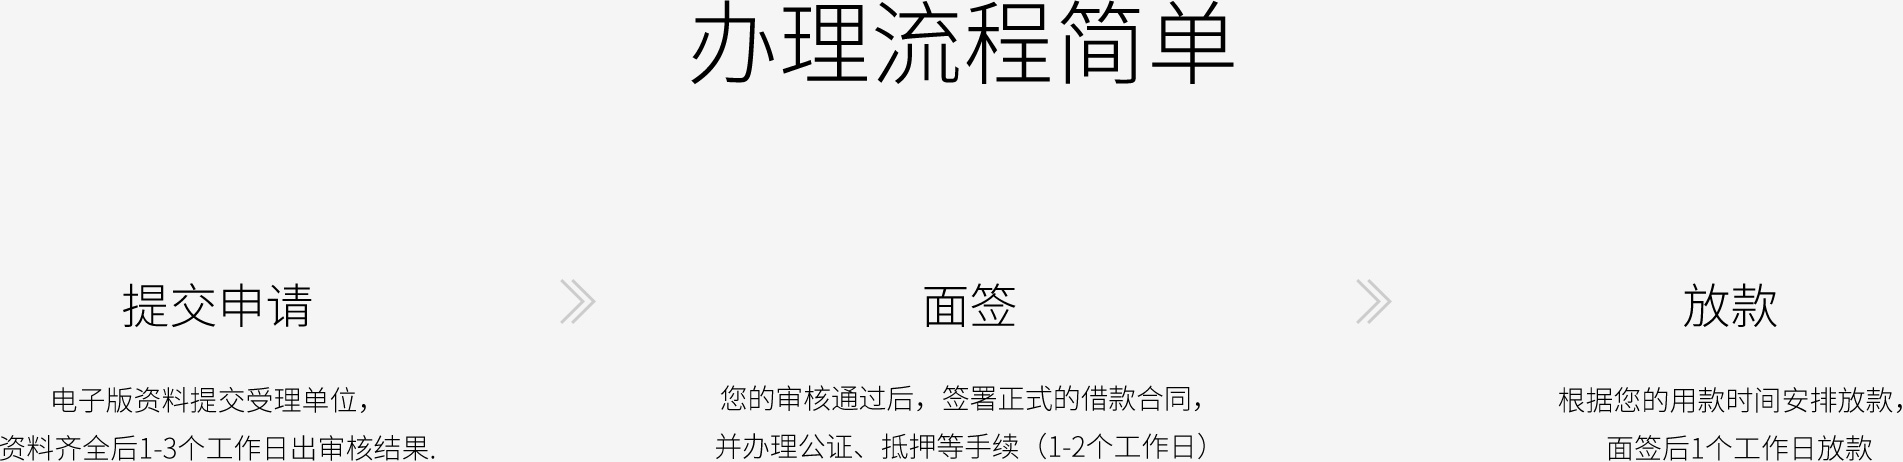 办理流程简单
提交申请
电子版资料提交受理单位，
资料齐全后1-3个工作日出审核结果.
面签
您的审核通过后，签署正式的借款合同，
并办理公证、抵押等手续（1-2个工作日）
放款
根据您的用款时间安排放款，
面签后1个工作日放款